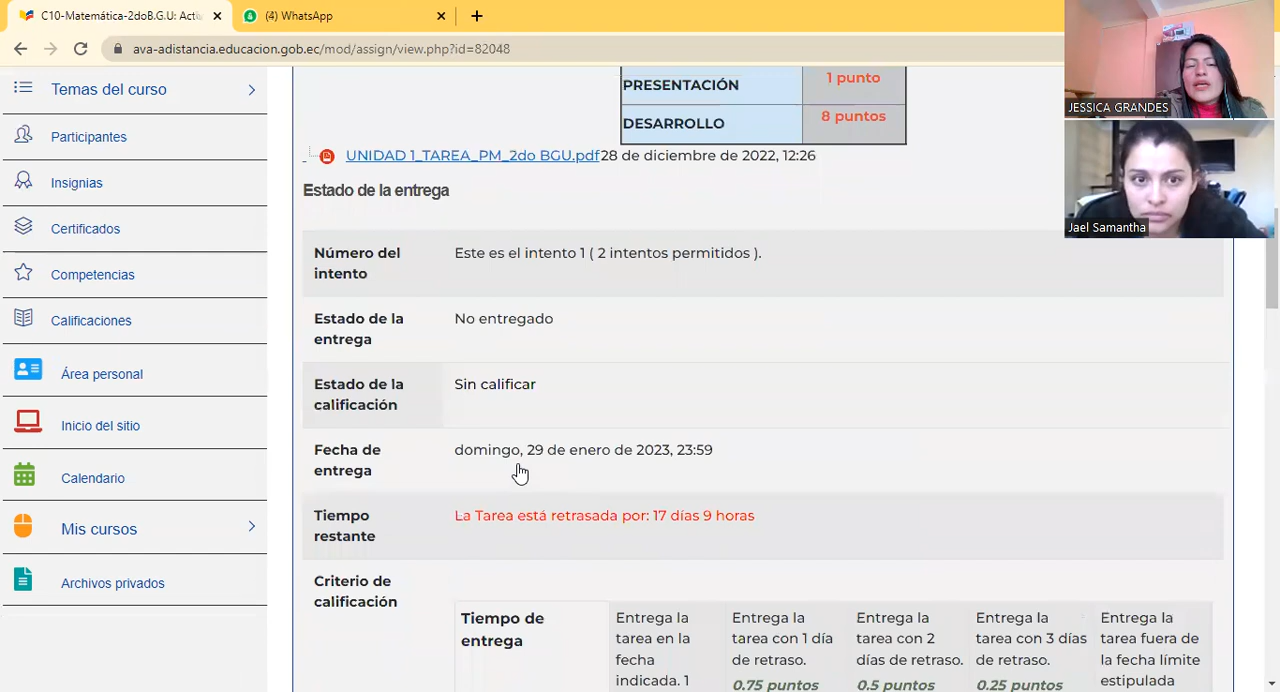 C10-Matemática-2doB.G.U: Acti
(4) WhatsApp
ava-adistancia.educacion.gob.ec/mod/assign/view.php?id=82048
Temas del curso
Participantes
Insignias
Certificados
Competencias
Calificaciones
Área personal
Inicio del sitio
Calendario
Mis cursos
Archivos privados
PRESENTACIÓN 1 punto
DESARROLLO 8 puntos
UNIDAD 1_TAREA_PM_2do BGU.pdf28 de diciembre de 2022, 12:26
Estado de la entrega
Número del
intento
Este es el intento 1 ( 2 intentos permitidos ).
Estado de la
entrega
No entregado
Estado de la
calificación
Sin calificar
Fecha de
entrega
domingo, 29 de enero de 2023, 23:59
Tiempo
restante
La Tarea está retrasada por: 17 días 9 horas
Criterio de
calificación
Tiempo de
entrega
Entrega la
tarea en la
fecha
indicada. 1
Entrega la
tarea con 1 día
de retraso.
0.75 puntos
Entrega la
tarea con 2
días de retraso.
0.5 puntos
Entrega la
tarea con 3 días
de retraso.
0.25 puntos
Entrega la
tarea fuera de
la fecha límite
estipulada
JESSICA GRANDES
Jael Samantha